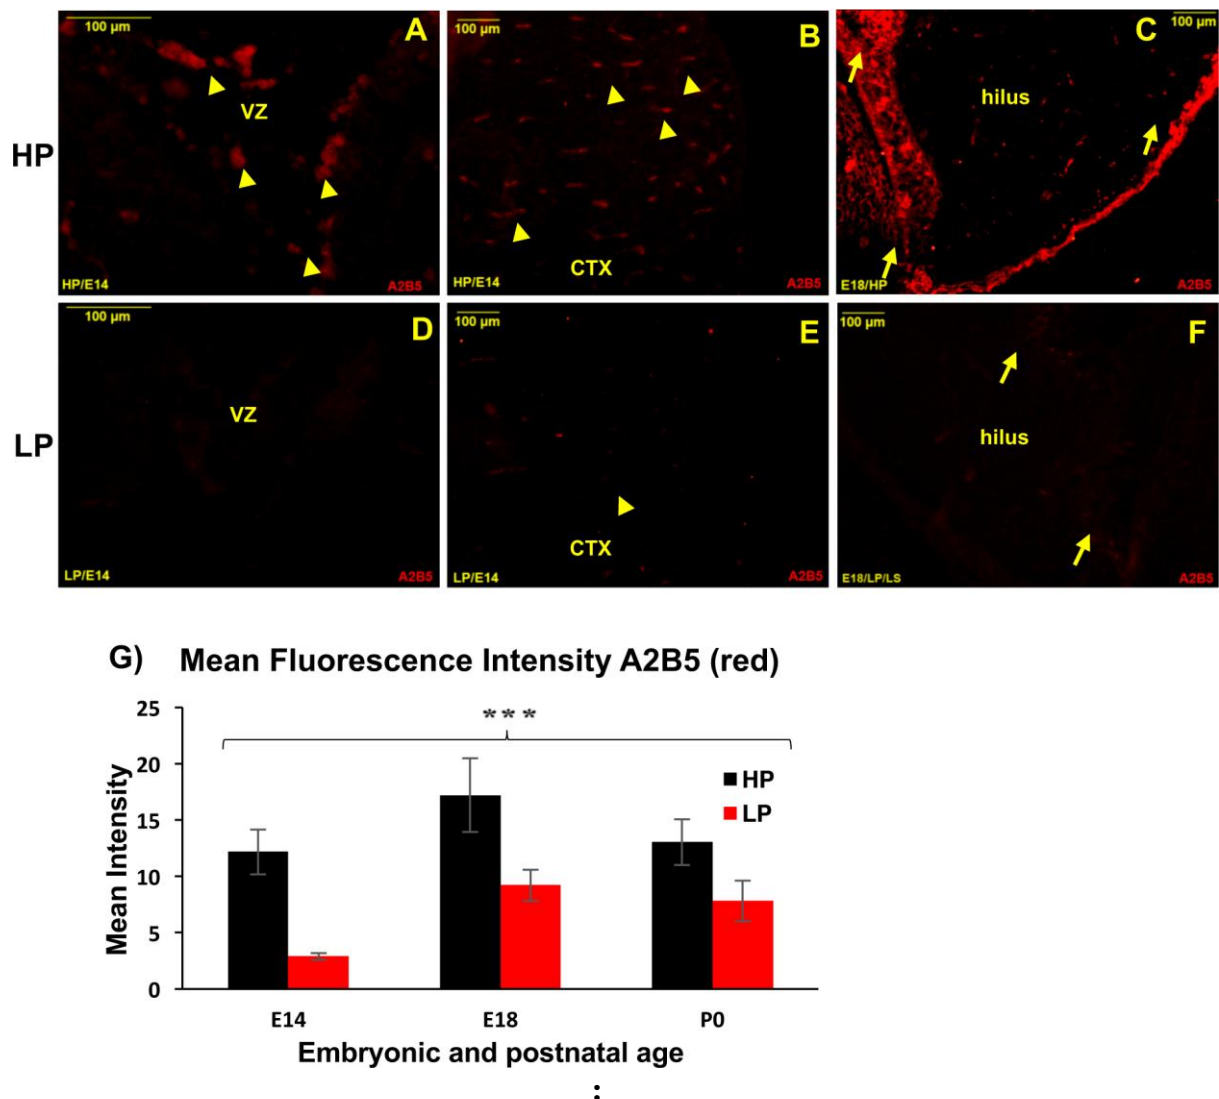 100 µm
A
VZ
HP/E14
A2B5
100 µm
B
CTX
HP/E14
A2B5
100 µm
C
hilus
E18/HP
A2B5
HP
100 µm
D
VZ
LP/E14
A2B5
100 µm
E
CTX
LP/E14
A2B5
100 µm
F
hilus
E18/LP/LS
A2B5
LP
G) Mean Fluorescence Intensity A2B5 (red)
***
25
20
15
10
5
0
Mean Intensity
HP
LP
E14 E18 P0
Embryonic and postnatal age
: